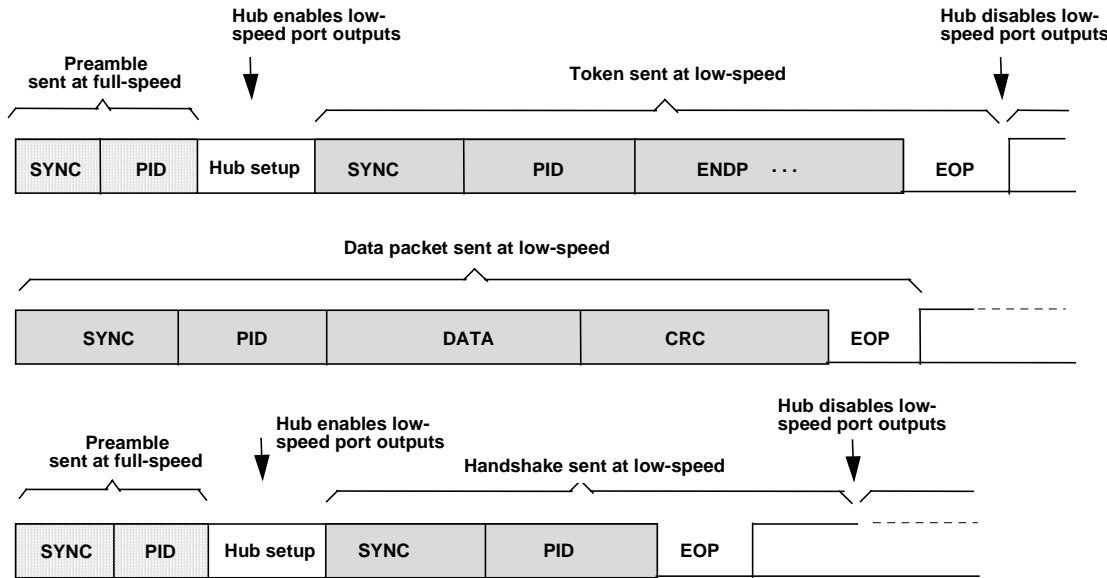 Hub enables low-
speed port outputs
Hub disables low-
speed port outputs
Preamble
sent at full-speed
Token sent at low-speed
SYNC PID Hub setup SYNC PID ENDP . . . EOP
Data packet sent at low-speed
SYNC PID DATA CRC EOP
Hub enables low-
speed port outputs
Hub disables low-
speed port outputs
Preamble
sent at full-speed
Handshake sent at low-speed
SYNC PID Hub setup SYNC PID EOP